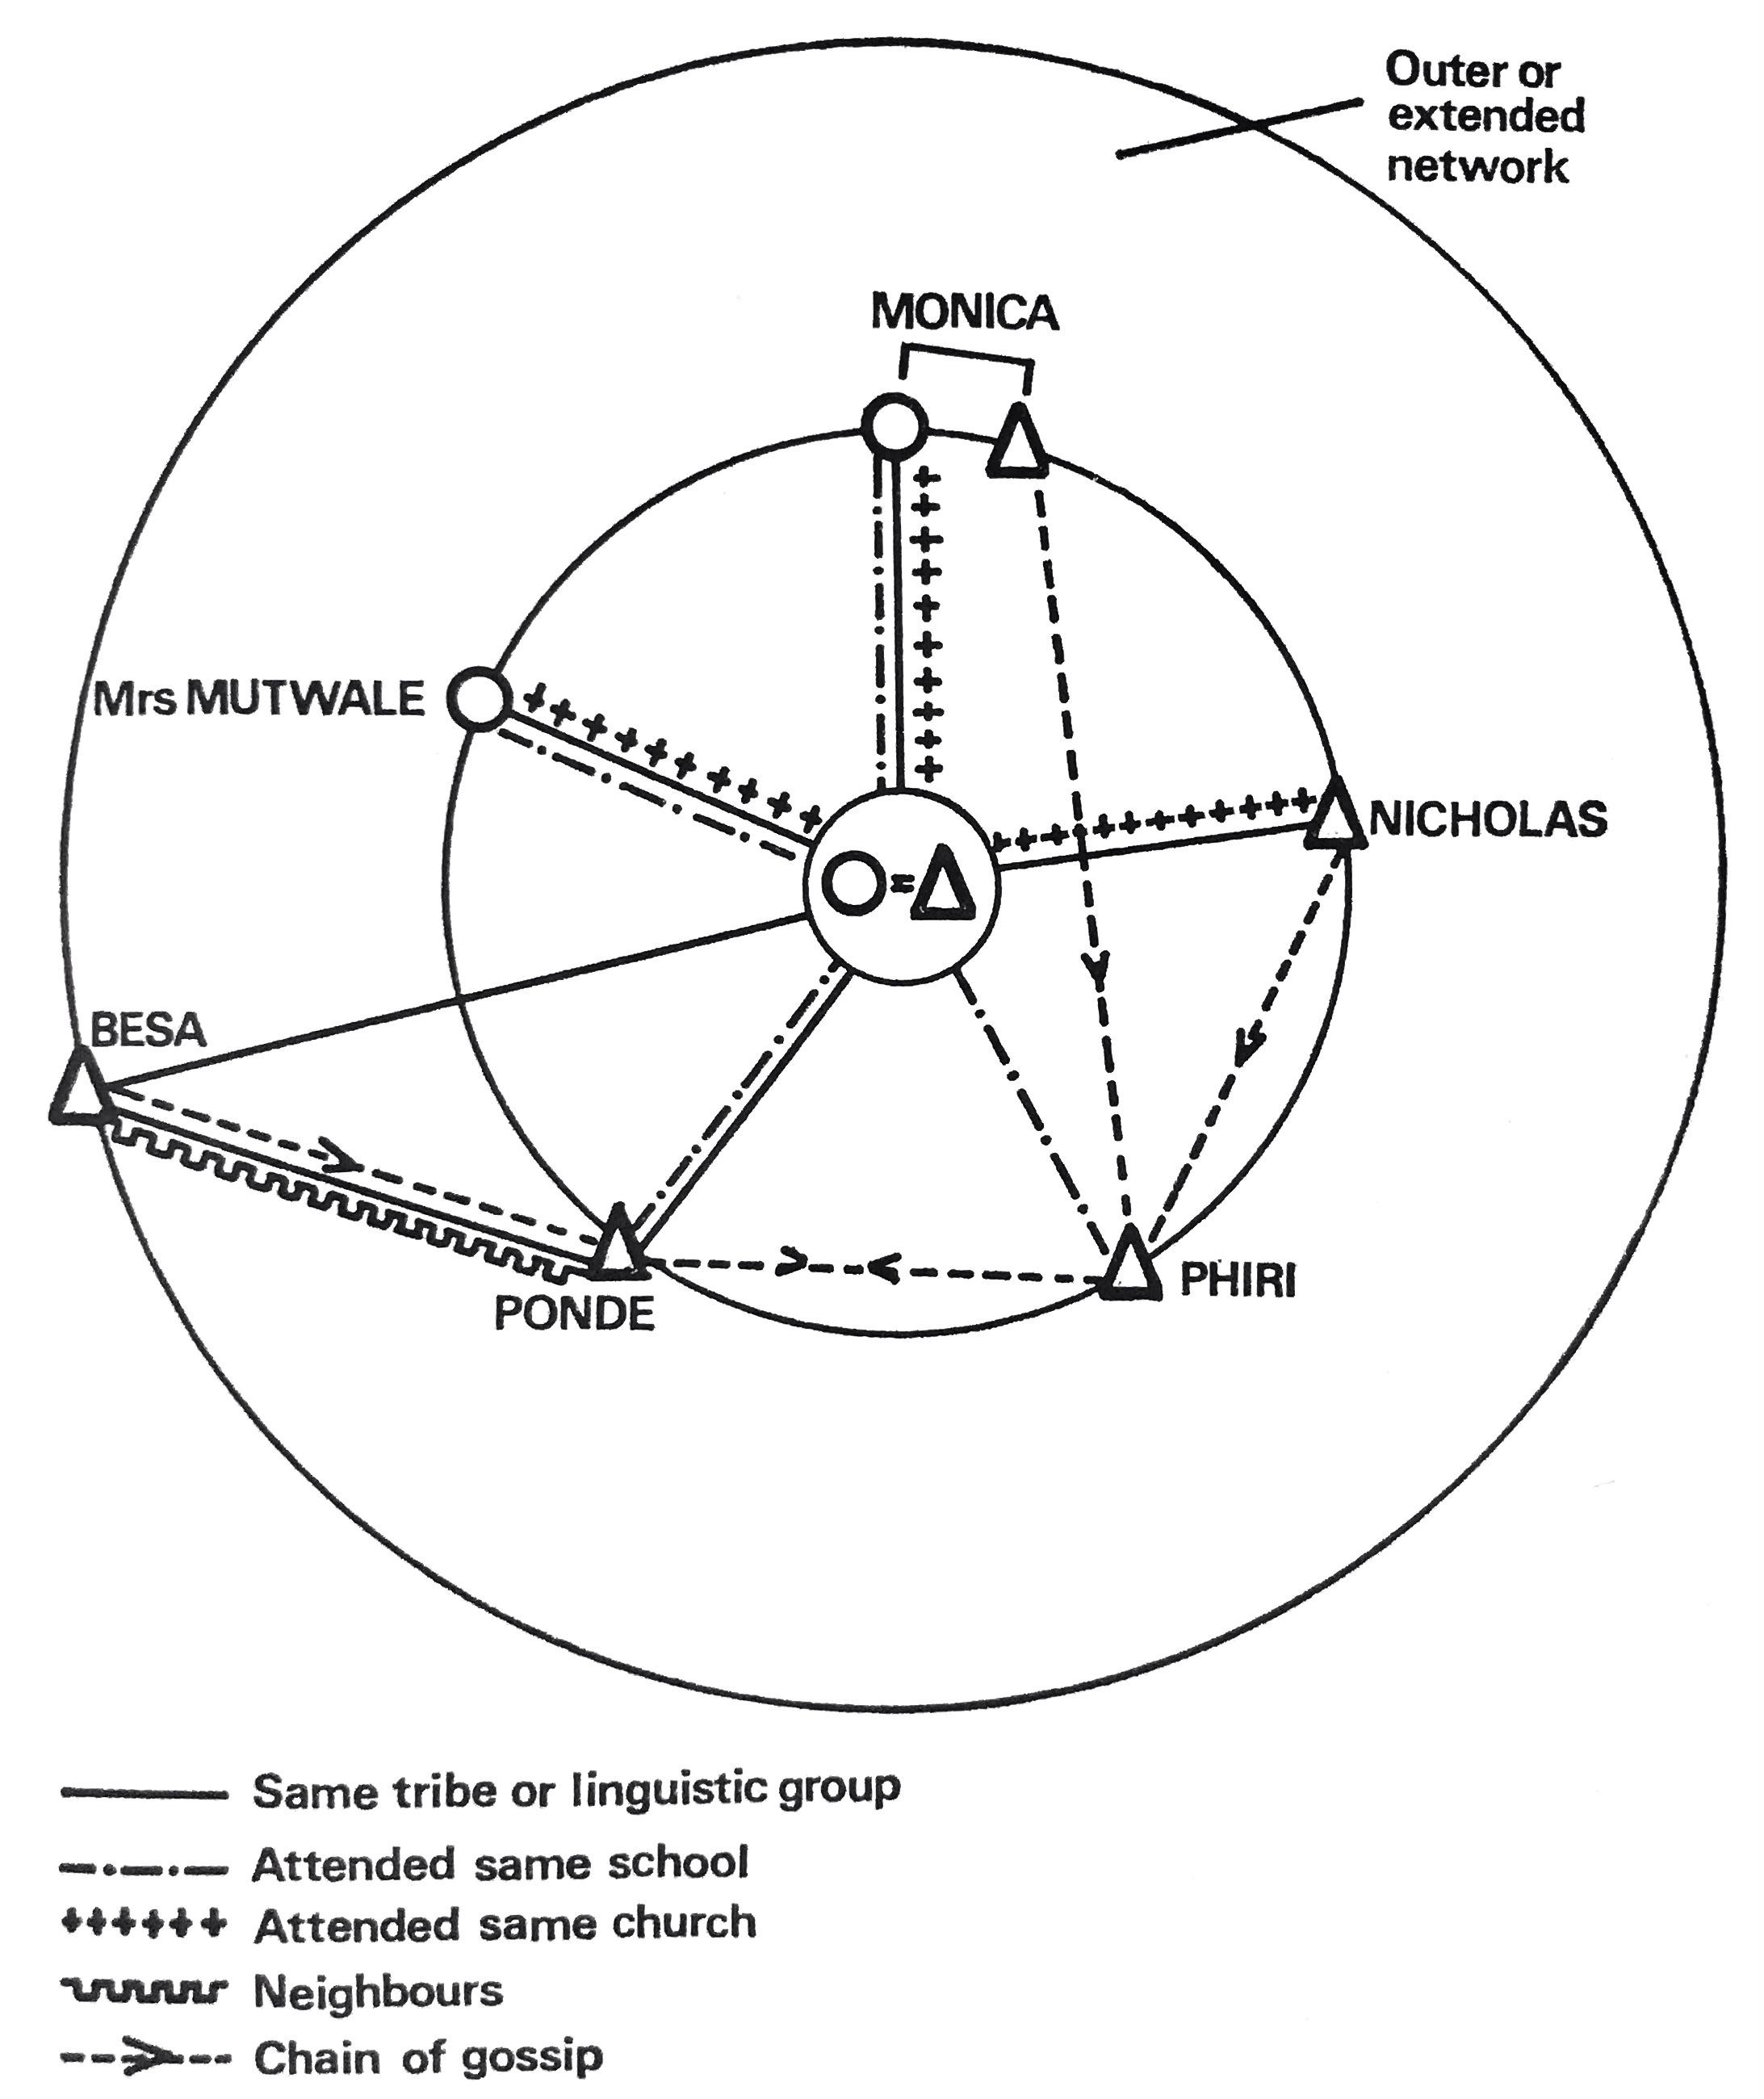 Outer or
extended
network
MONICA
Mrs MUTWALE
NICHOLAS
BESA
PONDE
PHIRI
Same tribe or linguistic group
Attended same school
Attended same church
Neighbours
Chain of gossip